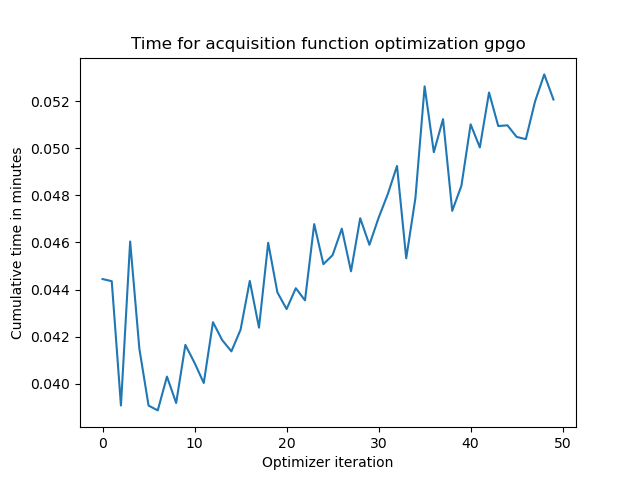 Time for acquisition function optimization gpgo
Cumulative time in minutes
0.052
0.050
0.048
0.046
0.044
0.042
0.040
0 10 20 30 40 50
Optimizer iteration